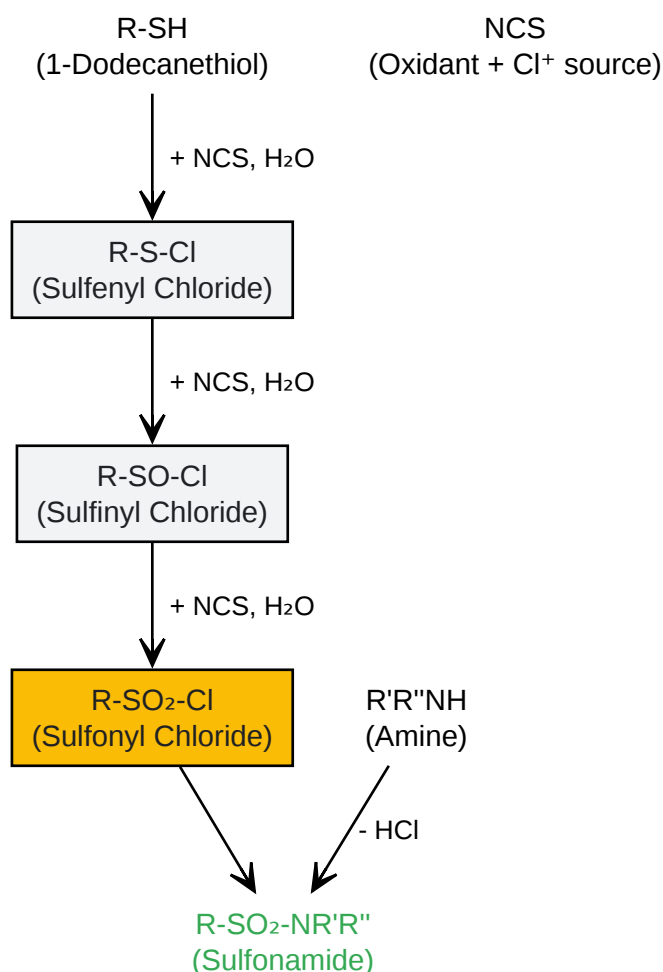 R-SH
(1-Dodecanethiol)
NCS
(Oxidant + Cl⁺ source)
+ NCS, H₂O
R-S-Cl
(Sulfenyl Chloride)
+ NCS, H₂O
R-SO-Cl
(Sulfinyl Chloride)
+ NCS, H₂O
R-SO₂-Cl
(Sulfonyl Chloride)
R'R''NH
(Amine)
- HCl
R-SO₂-NR'R''
(Sulfonamide)